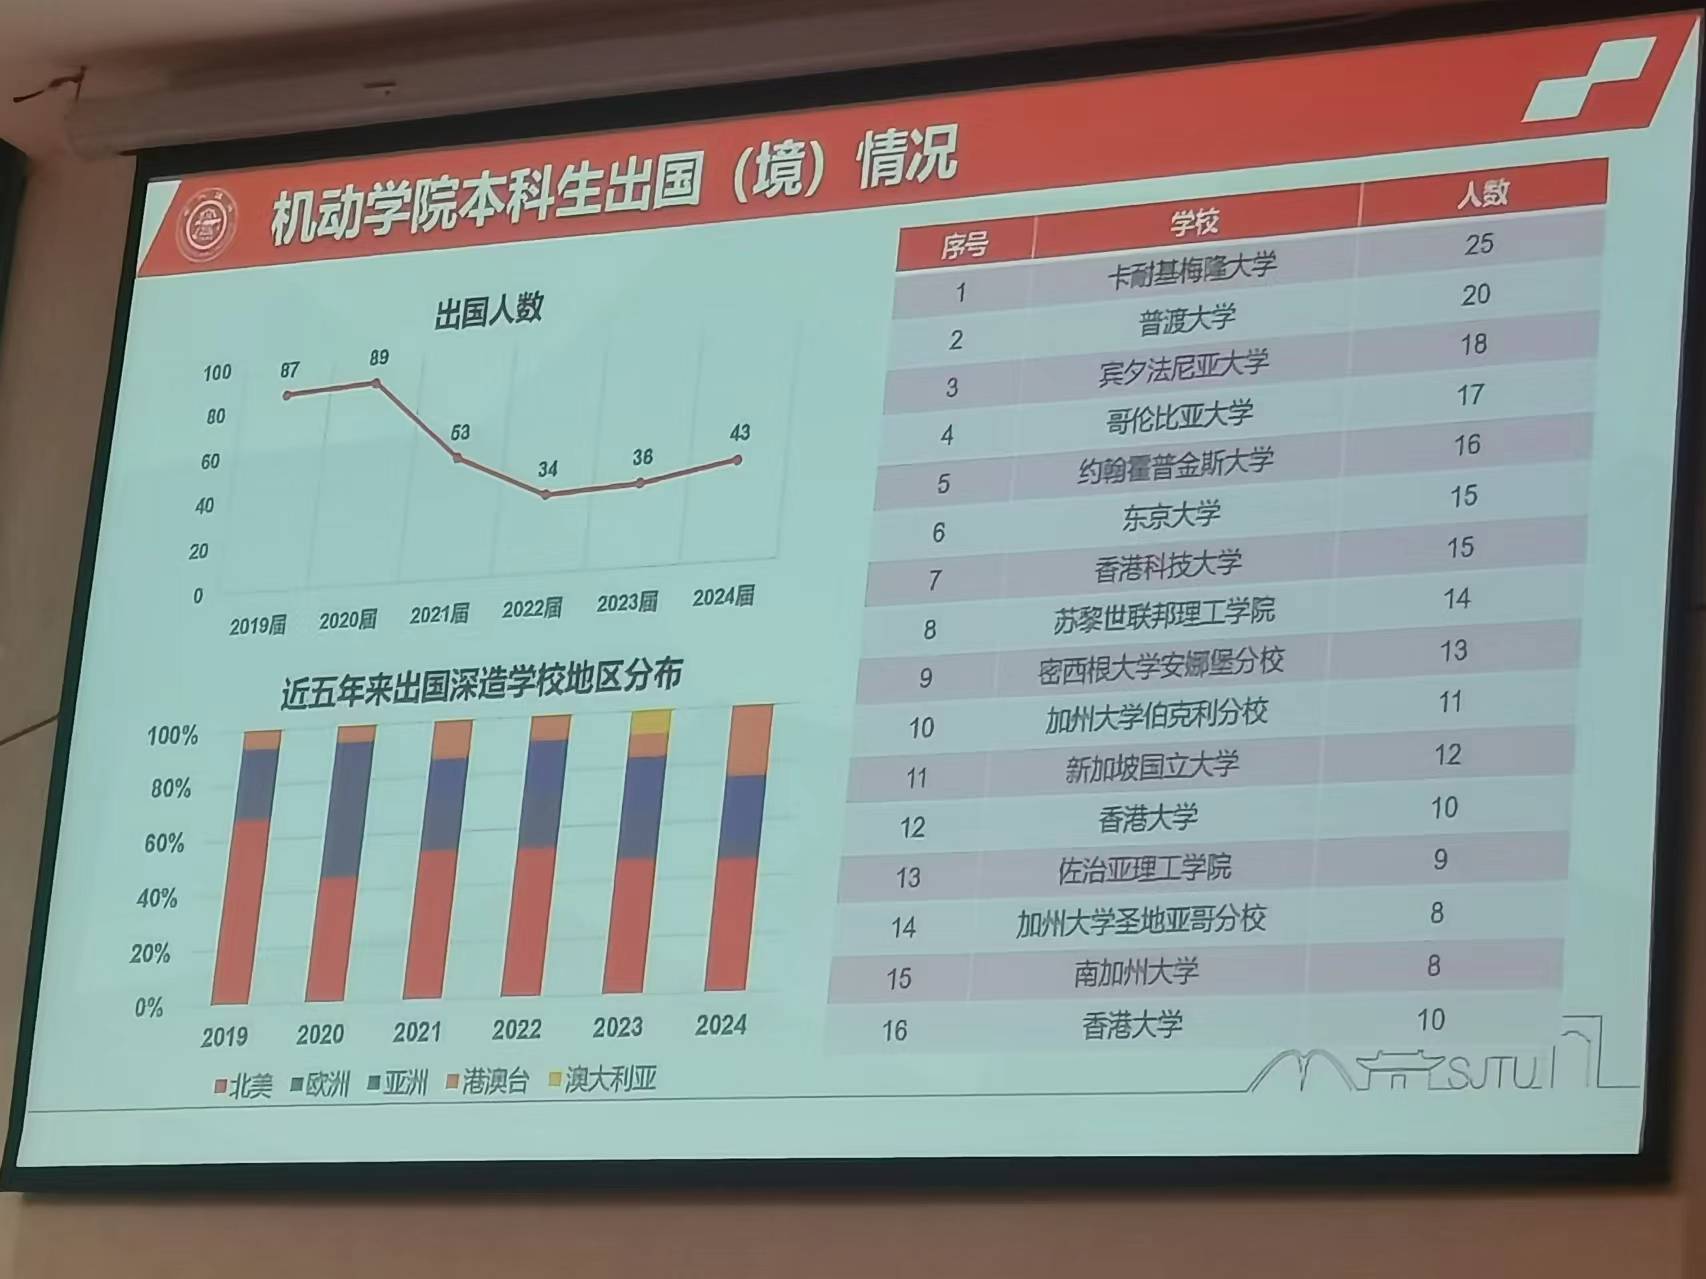 机动学院本科生出国（境）情况
出国人数
100
80
60
40
20
0
87
89
53
34
36
43
2019届 2020届 2021届 2022届 2023届 2024届
近五年来出国深造学校地区分布
100%
80%
60%
40%
20%
0%
2019 2020 2021 2022 2023 2024
北美 欧洲 亚洲 港澳台 澳大利亚
序号 学校 人数
1 卡耐基梅隆大学 25
2 普渡大学 20
3 宾夕法尼亚大学 18
4 哥伦比亚大学 17
5 约翰霍普金斯大学 16
6 东京大学 15
7 香港科技大学 15
8 苏黎世联邦理工学院 14
9 密西根大学安娜堡分校 13
10 加州大学伯克利分校 11
11 新加坡国立大学 12
12 香港大学 10
13 佐治亚理工学院 9
14 加州大学圣地亚哥分校 8
15 南加州大学 8
16 香港大学 10
SJTU